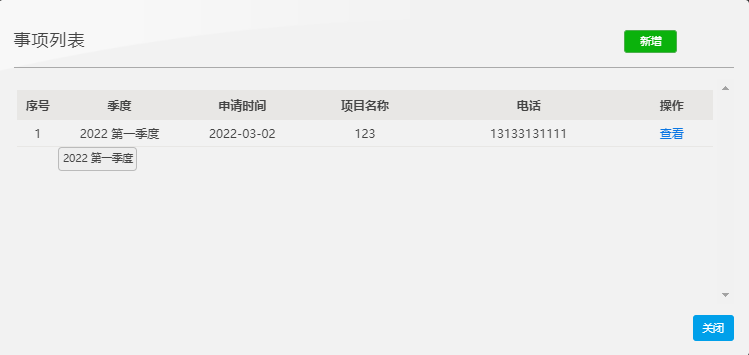 事项列表
新增
序号 季度 申请时间 项目名称 电话 操作
1 2022 第一季度 2022-03-02 123 13133131111 查看
2022 第一季度
关闭